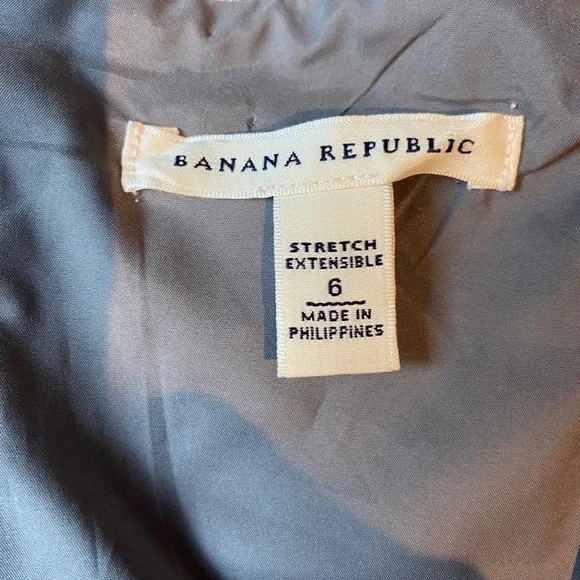 BANANA REPUBLIC
STRETCH
EXTENSIBLE
6
MADE IN
PHILIPPINES